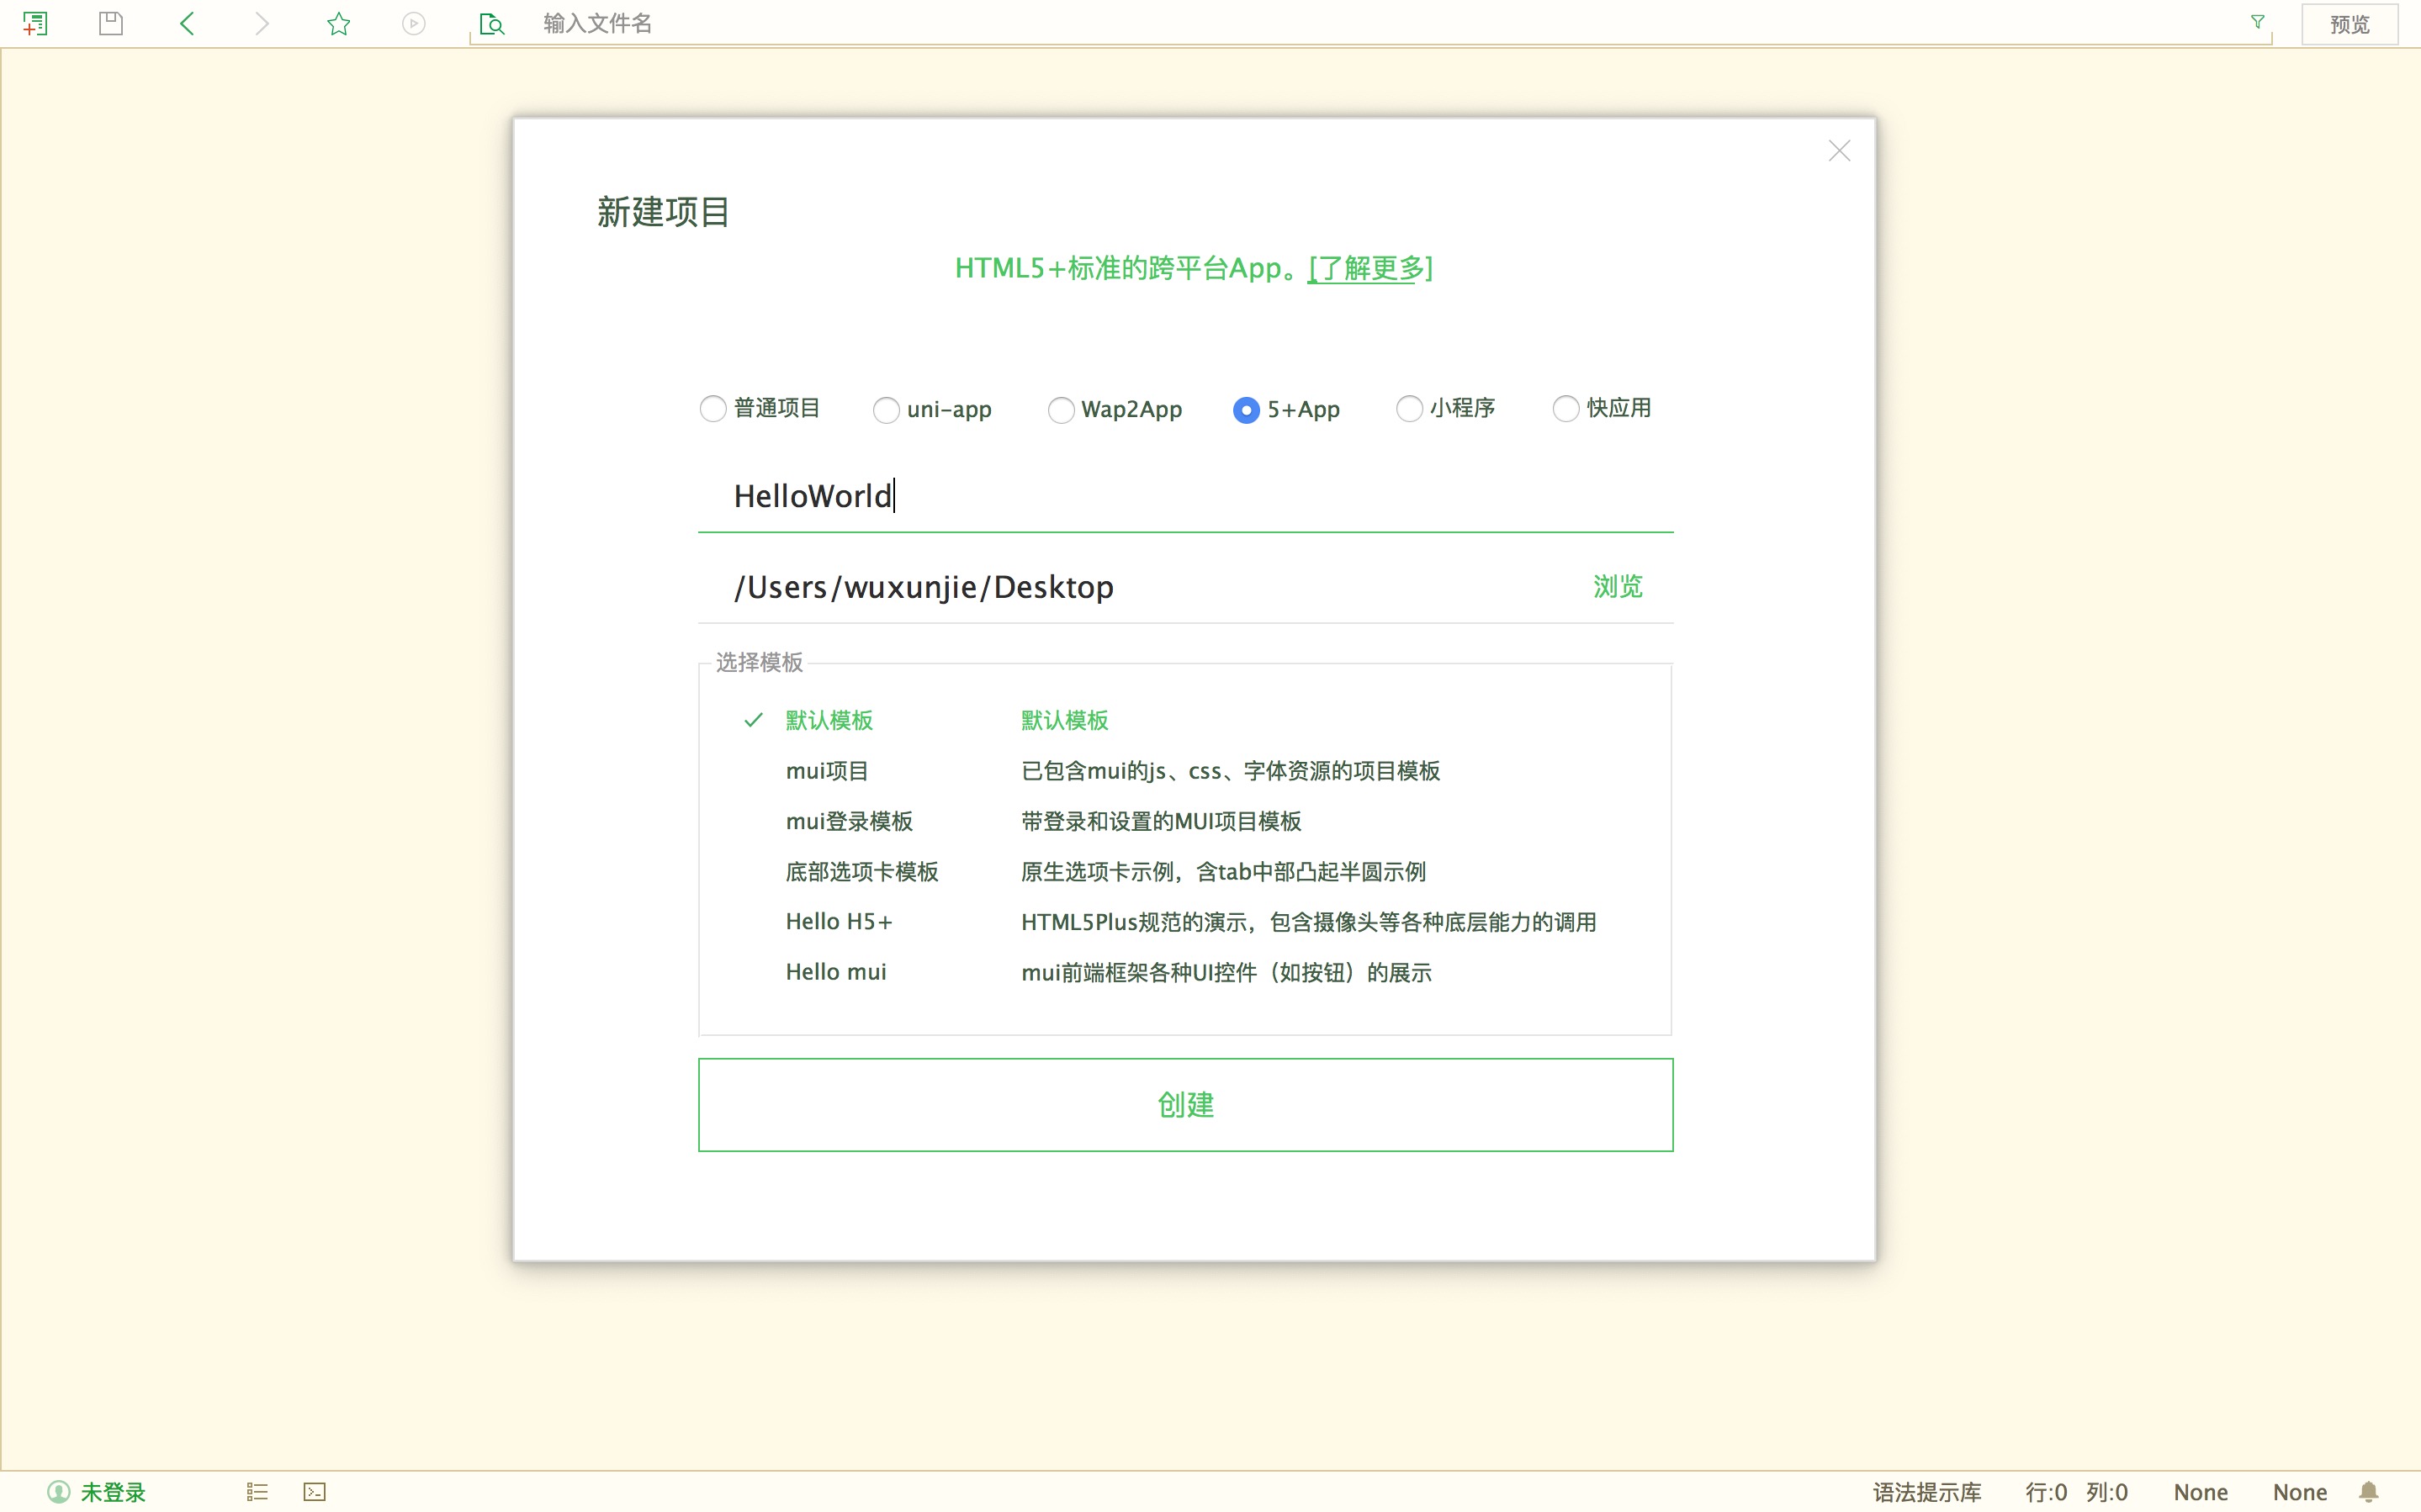 输入文件名
预览
新建项目
HTML5+标准的跨平台App。[了解更多]
普通项目 uni-app Wap2App 5+App 小程序 快应用
HelloWorld
/Users/wuxunjie/Desktop 浏览
选择模板
默认模板 默认模板
mui项目 已包含mui的js、css、字体资源的项目模板
mui登录模板 带登录和设置的MUI项目模板
底部选项卡模板 原生选项卡示例，含tab中部凸起半圆示例
Hello H5+ HTML5Plus规范的演示，包含摄像头等各种底层能力的调用
Hello mui mui前端框架各种UI控件（如按钮）的展示
创建
未登录 语法提示库 行:0 列:0 None None